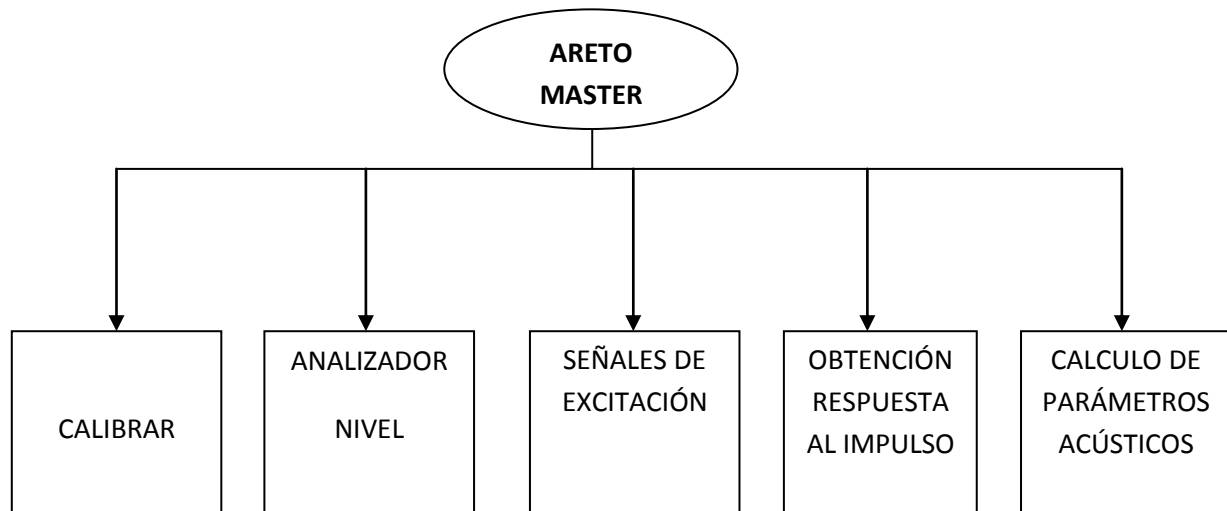 ARETO
MASTER
CALIBRAR
ANALIZADOR
NIVEL
SEÑALES DE
EXCITACIÓN
OBTENCIÓN
RESPUESTA
AL IMPULSO
CALCULO DE
PARÁMETROS
ACÚSTICOS